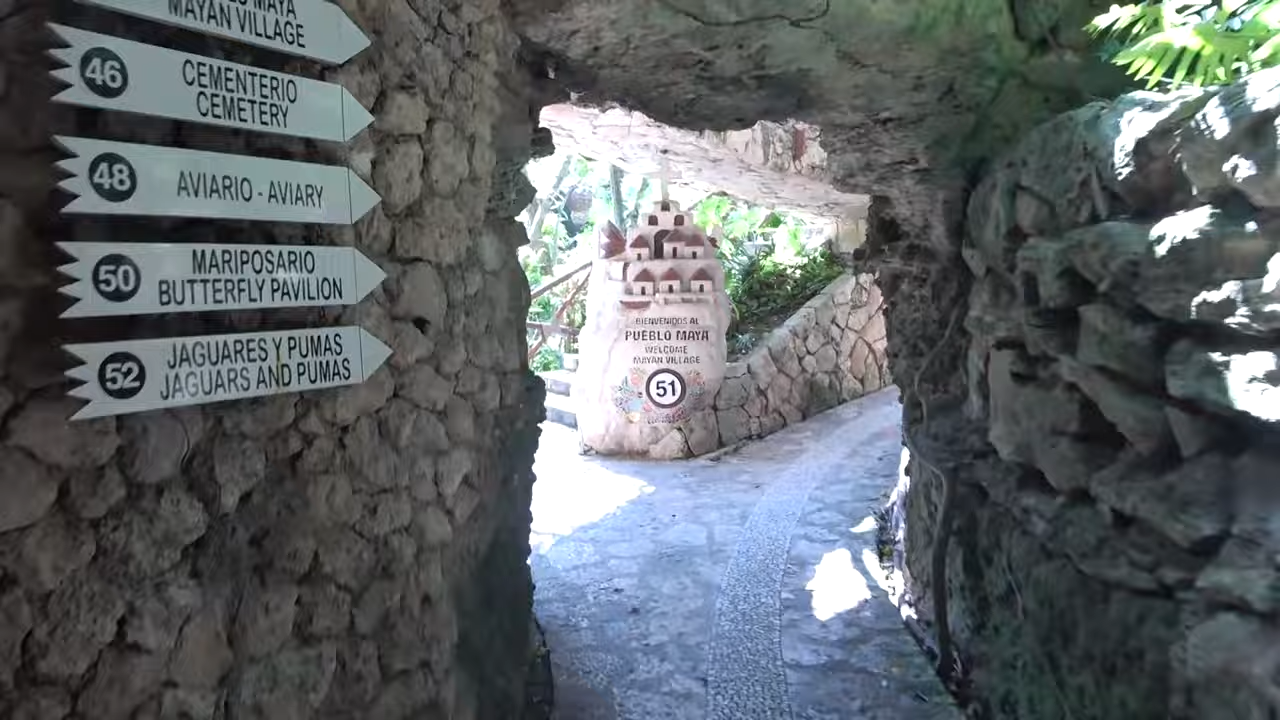 MAYAN VILLAGE
46
CEMENTERIO
CEMETERY
48
AVIARIO - AVIARY
50
MARIPOSARIO
BUTTERFLY PAVILION
52
JAGUARES Y PUMAS
JAGUARS AND PUMAS
BIENVENIDOS AL
PUEBLO MAYA
WELCOME
MAYAN VILLAGE
51